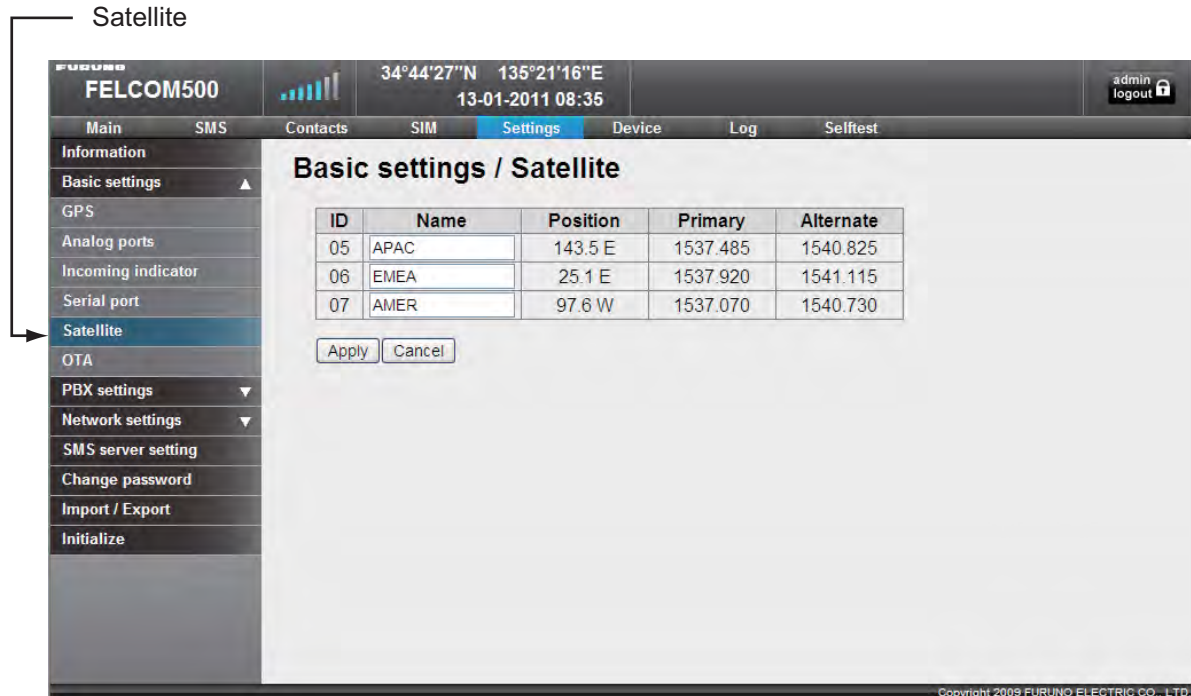 Satellite
FURUNO
FELCOM500
34°44'27"N 135°21'16"E
13-01-2011 08:35
admin
logout
Main SMS Contacts SIM Settings Device Log Selftest
Information
Basic settings
GPS
Analog ports
Incoming indicator
Serial port
Satellite
OTA
PBX settings
Network settings
SMS server setting
Change password
Import / Export
Initialize
Basic settings / Satellite
ID Name Position Primary Alternate
05 APAC 143.5 E 1537.485 1540.825
06 EMEA 25.1 E 1537.920 1541.115
07 AMER 97.6 W 1537.070 1540.730
Apply Cancel
Copyright 2009 FURUNO ELECTRIC CO., LTD.